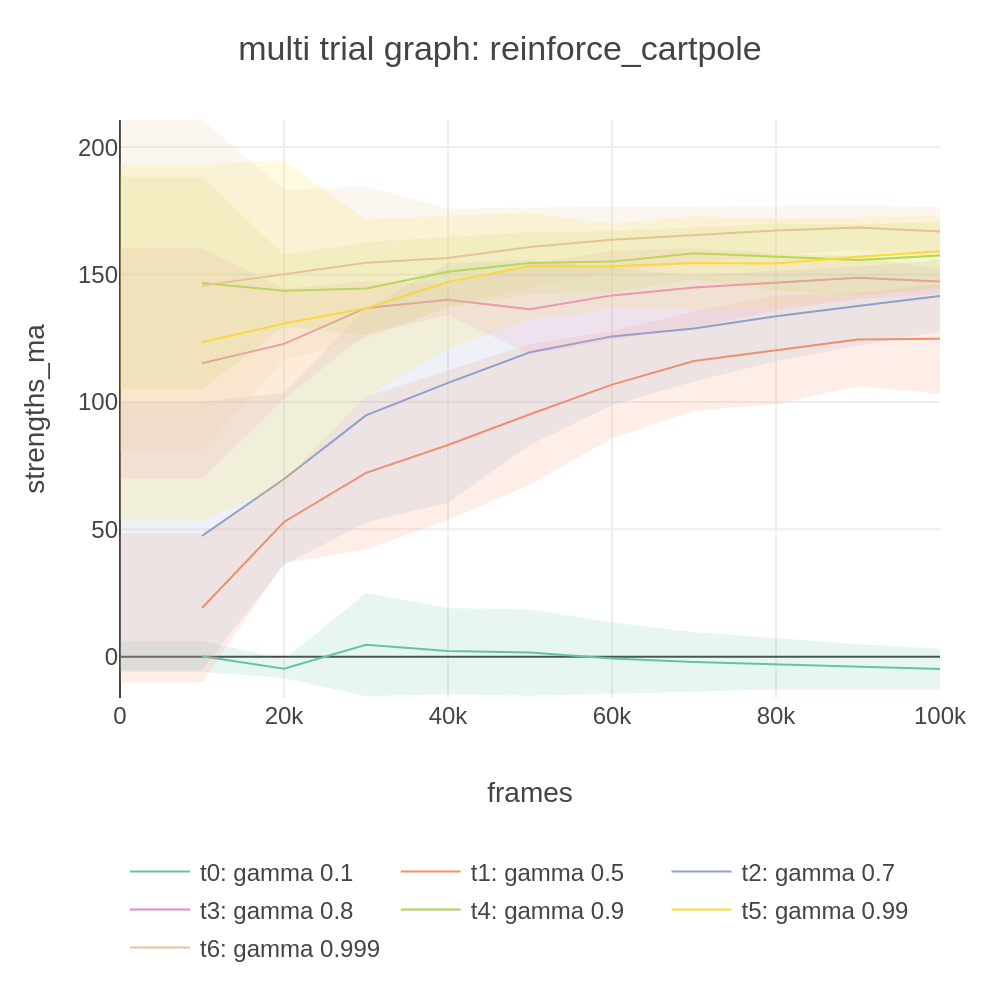 multi trial graph: reinforce_cartpole
strengths_ma
200
150
100
50
0
0 20k 40k 60k 80k 100k
frames
t0: gamma 0.1 t1: gamma 0.5 t2: gamma 0.7
t3: gamma 0.8 t4: gamma 0.9 t5: gamma 0.99
t6: gamma 0.999